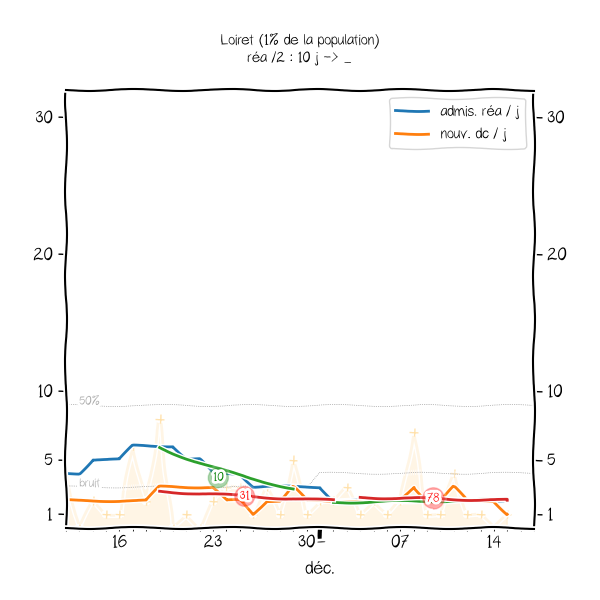 Loiret (1% de la population)
réa /2 : 10 j -> _
admis. réa / j
nouv. dc / j
30 30
20 20
10 10
50%
5 5
bruit
10
31
78
1 1
16 23 30 07 14
déc.